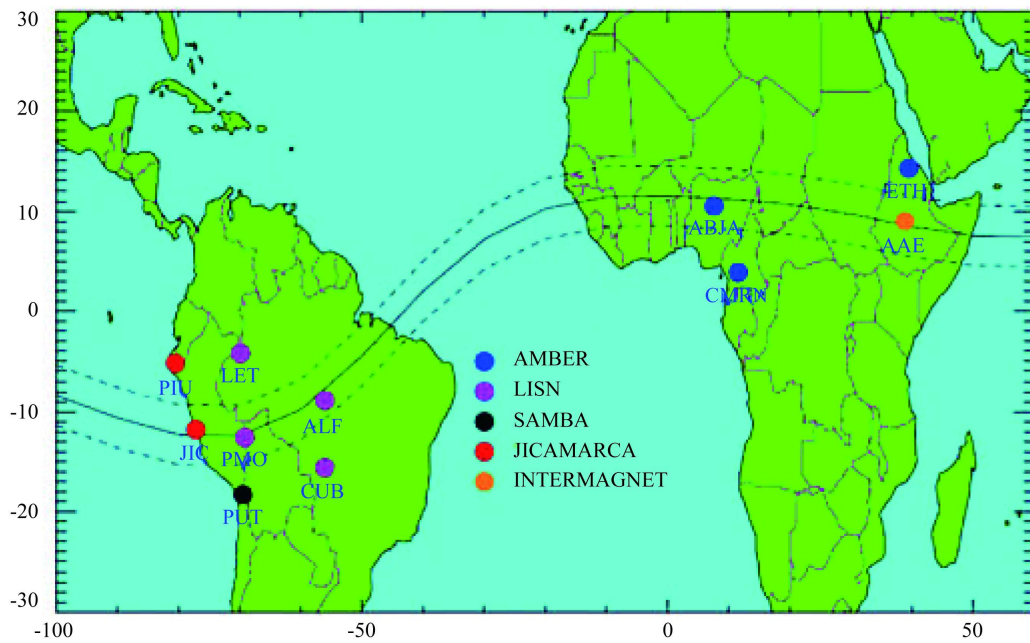 30
20
10
0
-10
-20
-30
-100
-50
0
50
ETHI
ABJA
AAE
CMRN
PIU
LET
ALF
JIC
PMO
CUB
PUT
AMBER
LISN
SAMBA
JICAMARCA
INTERMAGNET